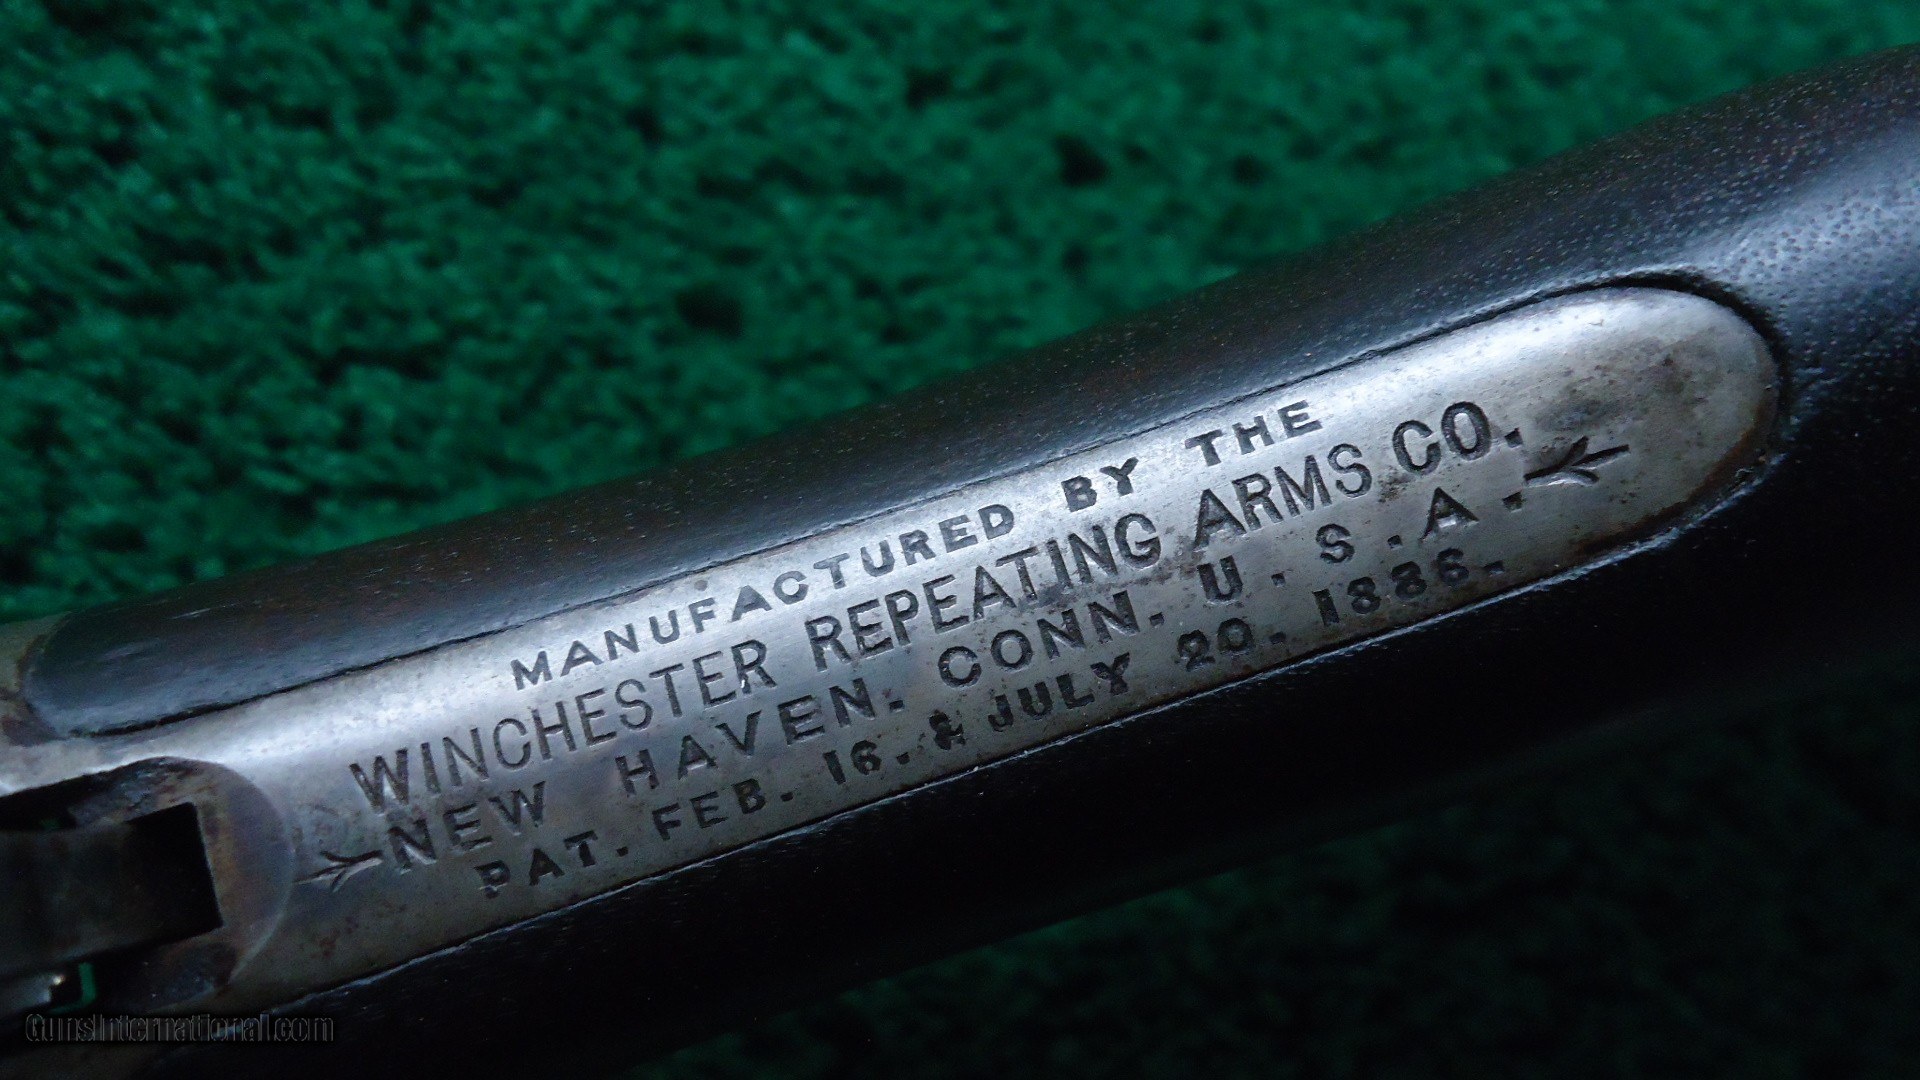 MANUFACTURED BY THE
WINCHESTER REPEATING ARMS CO.
NEW HAVEN. CONN. U. S. A.
PAT. FEB. 16. & JULY 20. 1886.
GunsInternational.com